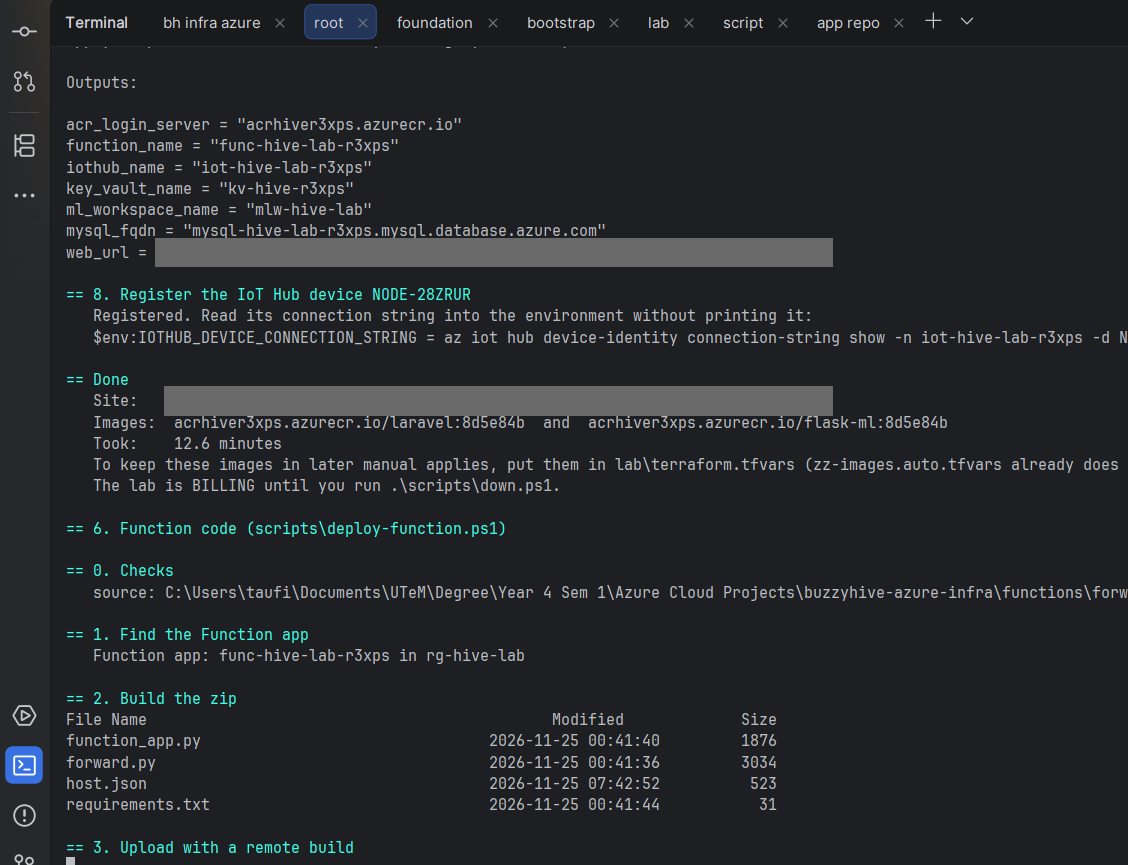 Terminal bh infra azure × root × foundation × bootstrap × lab × script × app repo ×
Outputs:
acr_login_server = "acrhiver3xps.azurecr.io"
function_name = "func-hive-lab-r3xps"
iothub_name = "iot-hive-lab-r3xps"
key_vault_name = "kv-hive-r3xps"
ml_workspace_name = "mlw-hive-lab"
mysql_fqdn = "mysql-hive-lab-r3xps.mysql.database.azure.com"
web_url =
== 8. Register the IoT Hub device NODE-28ZRUR
Registered. Read its connection string into the environment without printing it:
$env:IOTHUB_DEVICE_CONNECTION_STRING = az iot hub device-identity connection-string show -n iot-hive-lab-r3xps -d N
== Done
Site:
Images: acrhiver3xps.azurecr.io/laravel:8d5e84b and acrhiver3xps.azurecr.io/flask-ml:8d5e84b
Took: 12.6 minutes
To keep these images in later manual applies, put them in lab\terraform.tfvars (zz-images.auto.tfvars already does
The lab is BILLING until you run .\scripts\down.ps1.
== 6. Function code (scripts\deploy-function.ps1)
== 0. Checks
source: C:\Users\taufi\Documents\UTeM\Degree\Year 4 Sem 1\Azure Cloud Projects\buzzyhive-azure-infra\functions\forw
== 1. Find the Function app
Function app: func-hive-lab-r3xps in rg-hive-lab
== 2. Build the zip
File Name Modified Size
function_app.py 2026-11-25 00:41:40 1876
forward.py 2026-11-25 00:41:36 3034
host.json 2026-11-25 07:42:52 523
requirements.txt 2026-11-25 00:41:44 31
== 3. Upload with a remote build